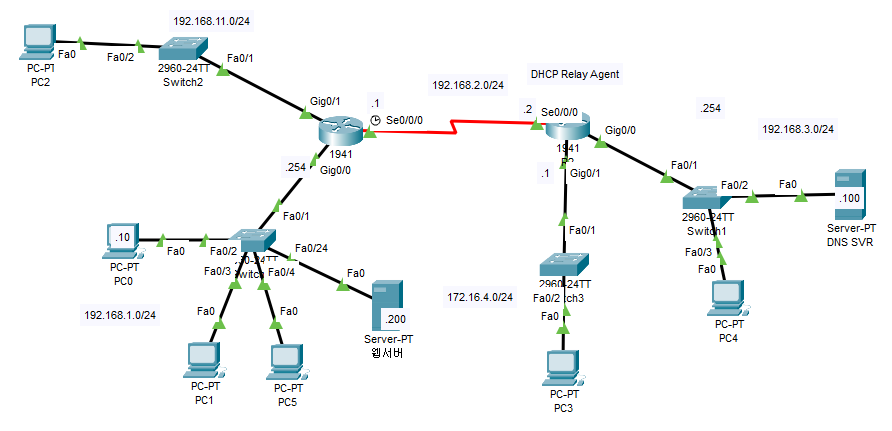 192.168.11.0/24
Fa0
Fa0/2
PC-PT
PC2
2960-24TT
Switch2
Fa0/1
Gig0/1
.1
Se0/0/0
1941
.254
Gig0/0
192.168.2.0/24
DHCP Relay Agent
.2
Se0/0/0
1941
Gig0/0
.1
Gig0/1
.254
192.168.3.0/24
Fa0/1
Fa0/2
Fa0
.100
2960-24TT
Switch1
Server-PT
DNS SVR
Fa0/3
Fa0
PC-PT
PC4
Fa0/1
.10
Fa0
Fa0/2
PC-PT
PC0
Fa0/24
Fa0/3
Fa0/4
Fa0
.200
Server-PT
웹서버
192.168.1.0/24
Fa0
Fa0
PC-PT
PC1
PC-PT
PC5
Fa0/1
2960-24TT
172.16.4.0/24
Fa0/2
Fa0
PC-PT
PC3